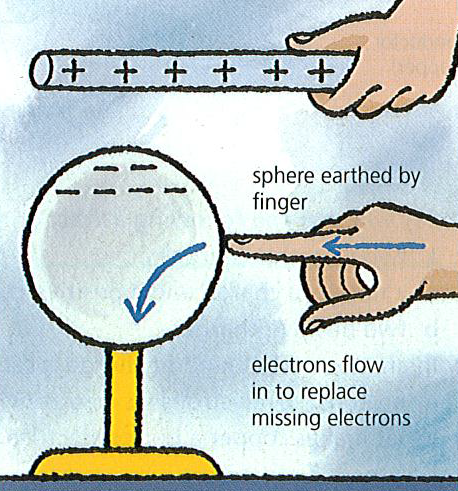 + + + + + +
sphere earthed by
finger
electrons flow
in to replace
missing electrons